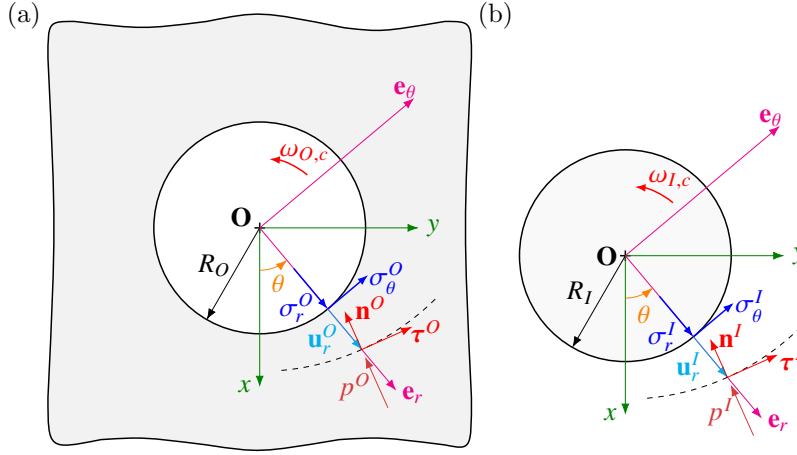 (a)
(b)
e_θ
ω_{O,c}
O
y
R_O
θ
σ_r^O
σ_θ^O
n^O
u_r^O
τ^O
x
p^O
e_r
e_θ
ω_{I,c}
O
y
R_I
θ
σ_r^I
σ_θ^I
n^I
u_r^I
x
p^I
e_r